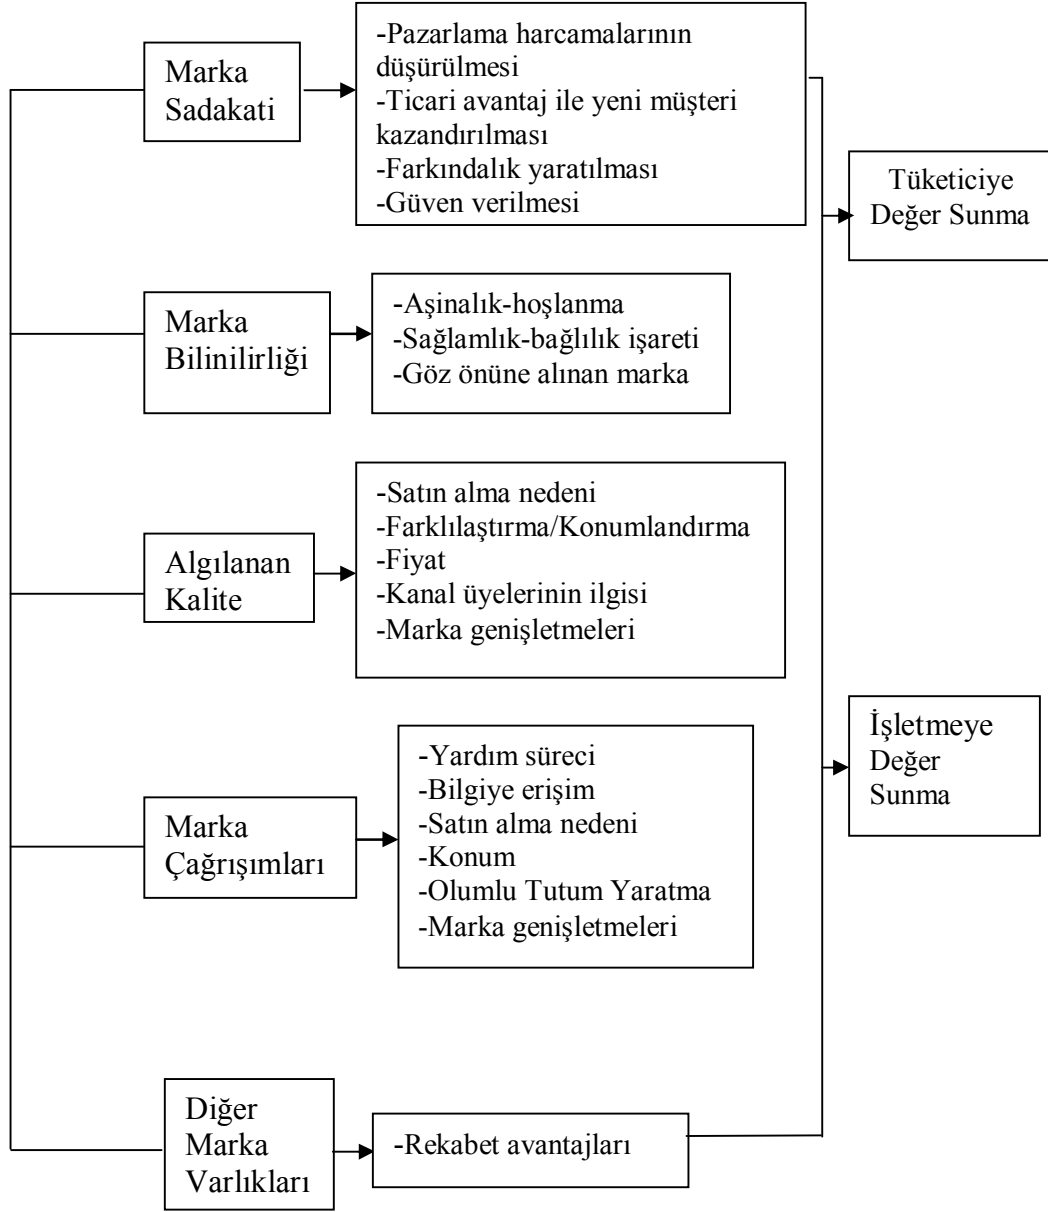 Marka
Sadakati
-Pazarlama harcamalarının
düşürülmesi
-Ticari avantaj ile yeni müşteri
kazandırılması
-Farkındalık yaratılması
-Güven verilmesi
Tüketiciye
Değer Sunma
Marka
Bilinilirliği
-Aşinalık-hoşlanma
-Sağlamlık-bağlılık işareti
-Göz önüne alınan marka
Algılanan
Kalite
-Satın alma nedeni
-Farklılaştırma/Konumlandırma
-Fiyat
-Kanal üyelerinin ilgisi
-Marka genişletmeleri
İşletmeye
Değer
Sunma
Marka
Çağrışımları
-Yardım süreci
-Bilgiye erişim
-Satın alma nedeni
-Konum
-Olumlu Tutum Yaratma
-Marka genişletmeleri
Diğer
Marka
Varlıkları
-Rekabet avantajları